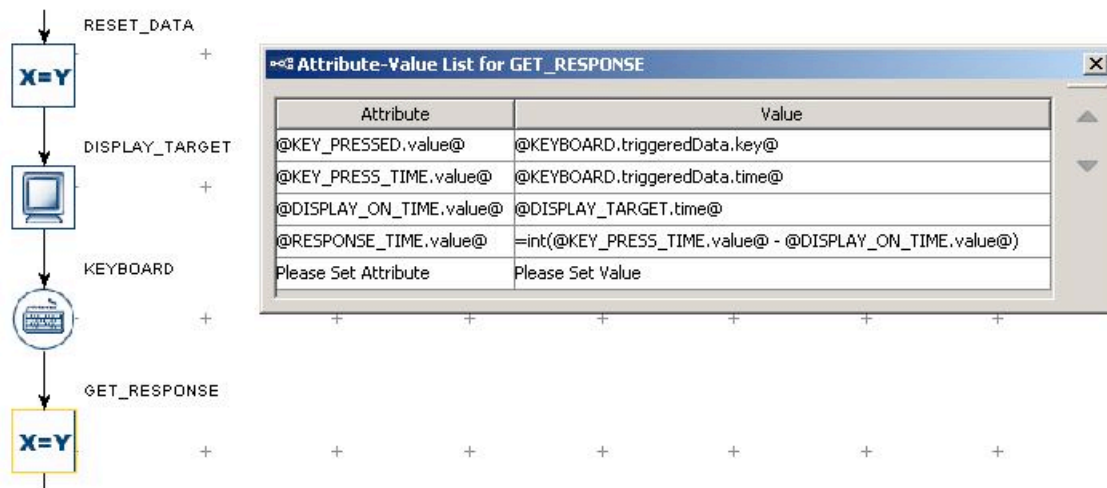 RESET_DATA
X=Y
DISPLAY_TARGET
KEYBOARD
GET_RESPONSE
X=Y
Attribute-Value List for GET_RESPONSE
Attribute Value
@KEY_PRESSED.value@ @KEYBOARD.triggeredData.key@
@KEY_PRESS_TIME.value@ @KEYBOARD.triggeredData.time@
@DISPLAY_ON_TIME.value@ @DISPLAY_TARGET.time@
@RESPONSE_TIME.value@ =int(@KEY_PRESS_TIME.value@ - @DISPLAY_ON_TIME.value@)
Please Set Attribute Please Set Value